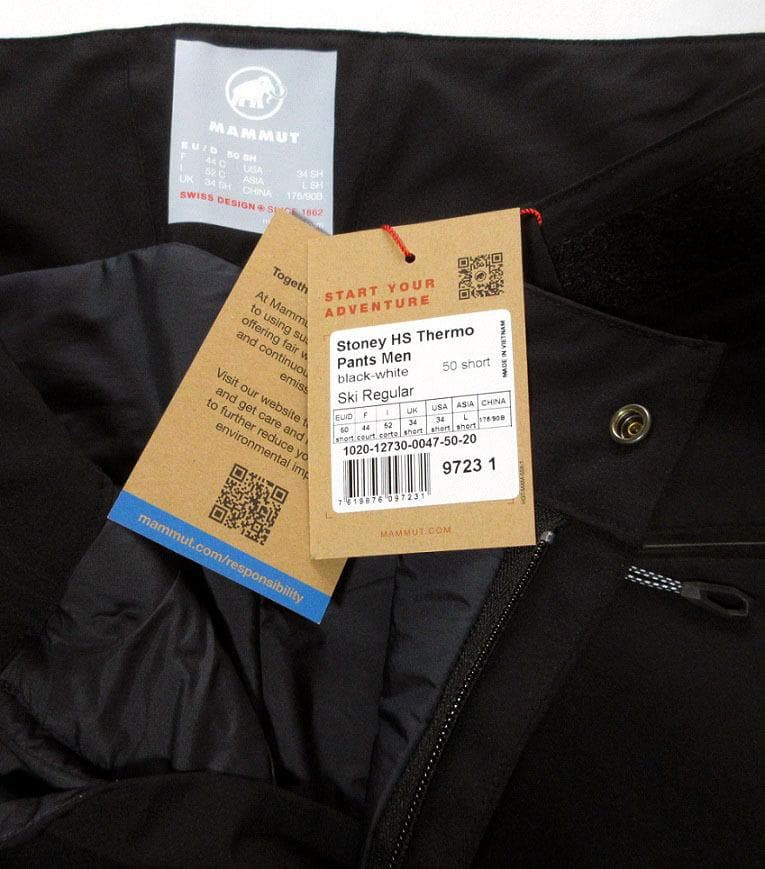 MAMMUT
EU/D 50 SH
F 44 C USA 34 SH
I 52 C ASIA L SH
UK 34 SH CHINA 175/90B
SWISS DESIGN SINCE 1862
Togeth
At Mammu
to using sus
offering fair w
and continuou
emiss
Visit our website t
and get care and
to further reduce yo
environmental imp
mammut.com/responsibility
START YOUR
ADVENTURE
Stoney HS Thermo
Pants Men
black-white 50 short
Ski Regular
MADE IN VIETNAM
EU/D F I UK USA ASIA CHINA
50 44 52 34 34 L 175/90B
short court corto short short short
1020-12730-0047-50-20
7 619876 097231
9723 1
MAMMUT.COM